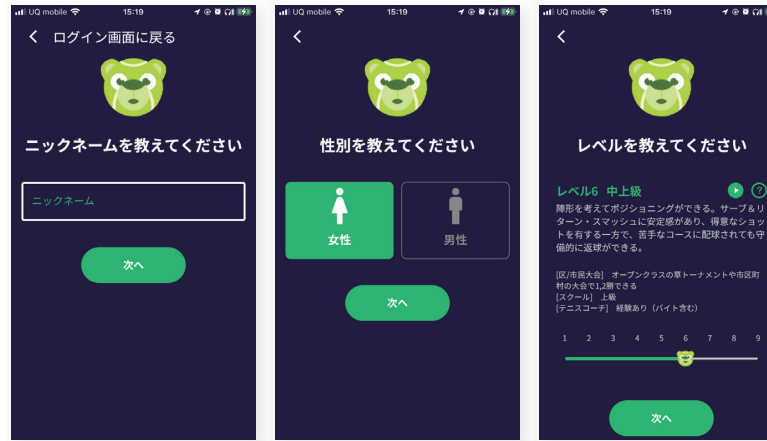 UQ mobile 15:19
ログイン画面に戻る
ニックネームを教えてください
ニックネーム
次へ
UQ mobile 15:19
性別を教えてください
女性
男性
次へ
UQ mobile 15:19
レベルを教えてください
レベル6 中上級
?
陣形を考えてポジショニングができる。サーブ&リ
ターン・スマッシュに安定感があり、得意なショッ
トを有する一方で、苦手なコースに配球されても守
備的に返球ができる。
[区/市民大会] オープンクラスの草トーナメントや市区町
村の大会で1,2勝できる
[スクール] 上級
[テニスコーチ] 経験あり（バイト含む）
1 2 3 4 5 6 7 8 9
次へ